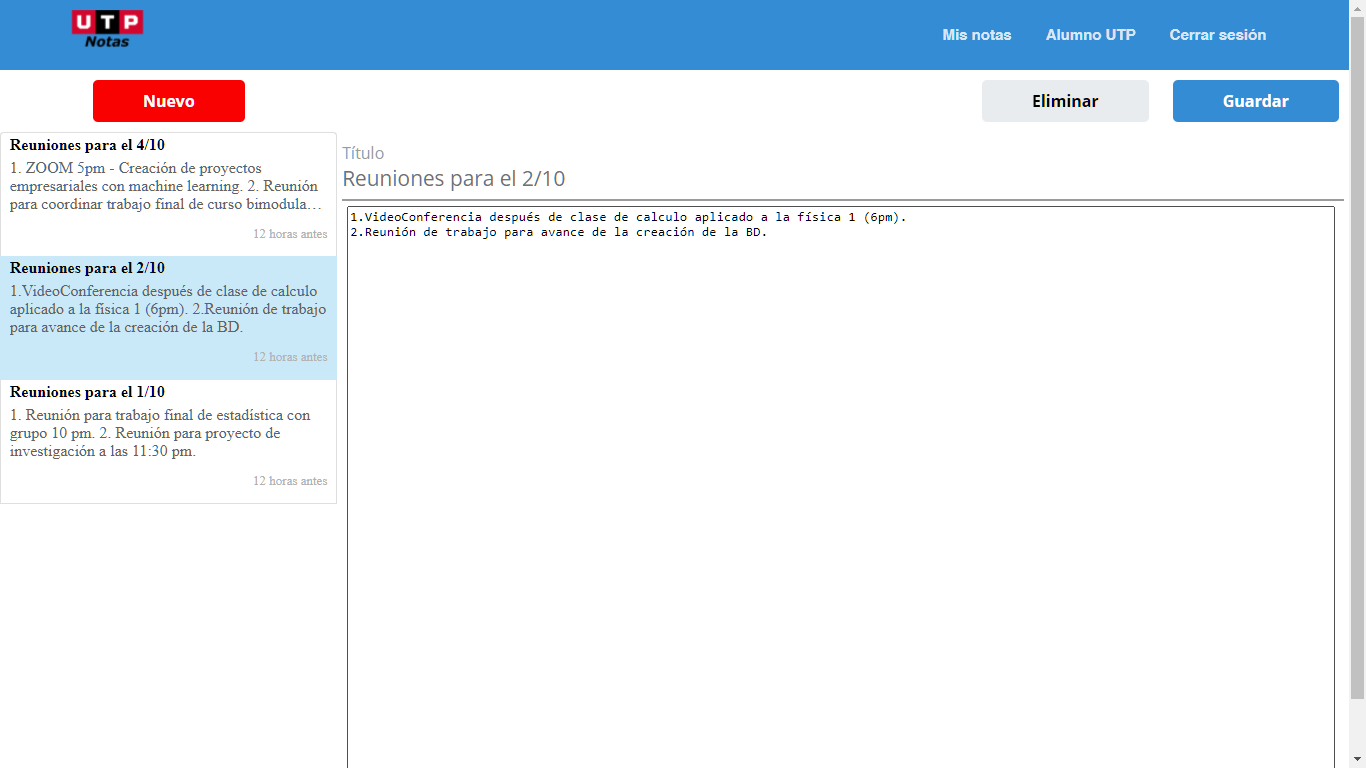 UTP
Notas
Mis notas
Alumno UTP
Cerrar sesión
Nuevo
Eliminar
Guardar
Reuniones para el 4/10
1. ZOOM 5pm - Creación de proyectos
empresariales con machine learning. 2. Reunión
para coordinar trabajo final de curso bimodula…
12 horas antes
Reuniones para el 2/10
1.VideoConferencia después de clase de calculo
aplicado a la física 1 (6pm). 2.Reunión de trabajo
para avance de la creación de la BD.
12 horas antes
Reuniones para el 1/10
1. Reunión para trabajo final de estadística con
grupo 10 pm. 2. Reunión para proyecto de
investigación a las 11:30 pm.
12 horas antes
Título
Reuniones para el 2/10
1.VideoConferencia después de clase de calculo aplicado a la física 1 (6pm).
2.Reunión de trabajo para avance de la creación de la BD.